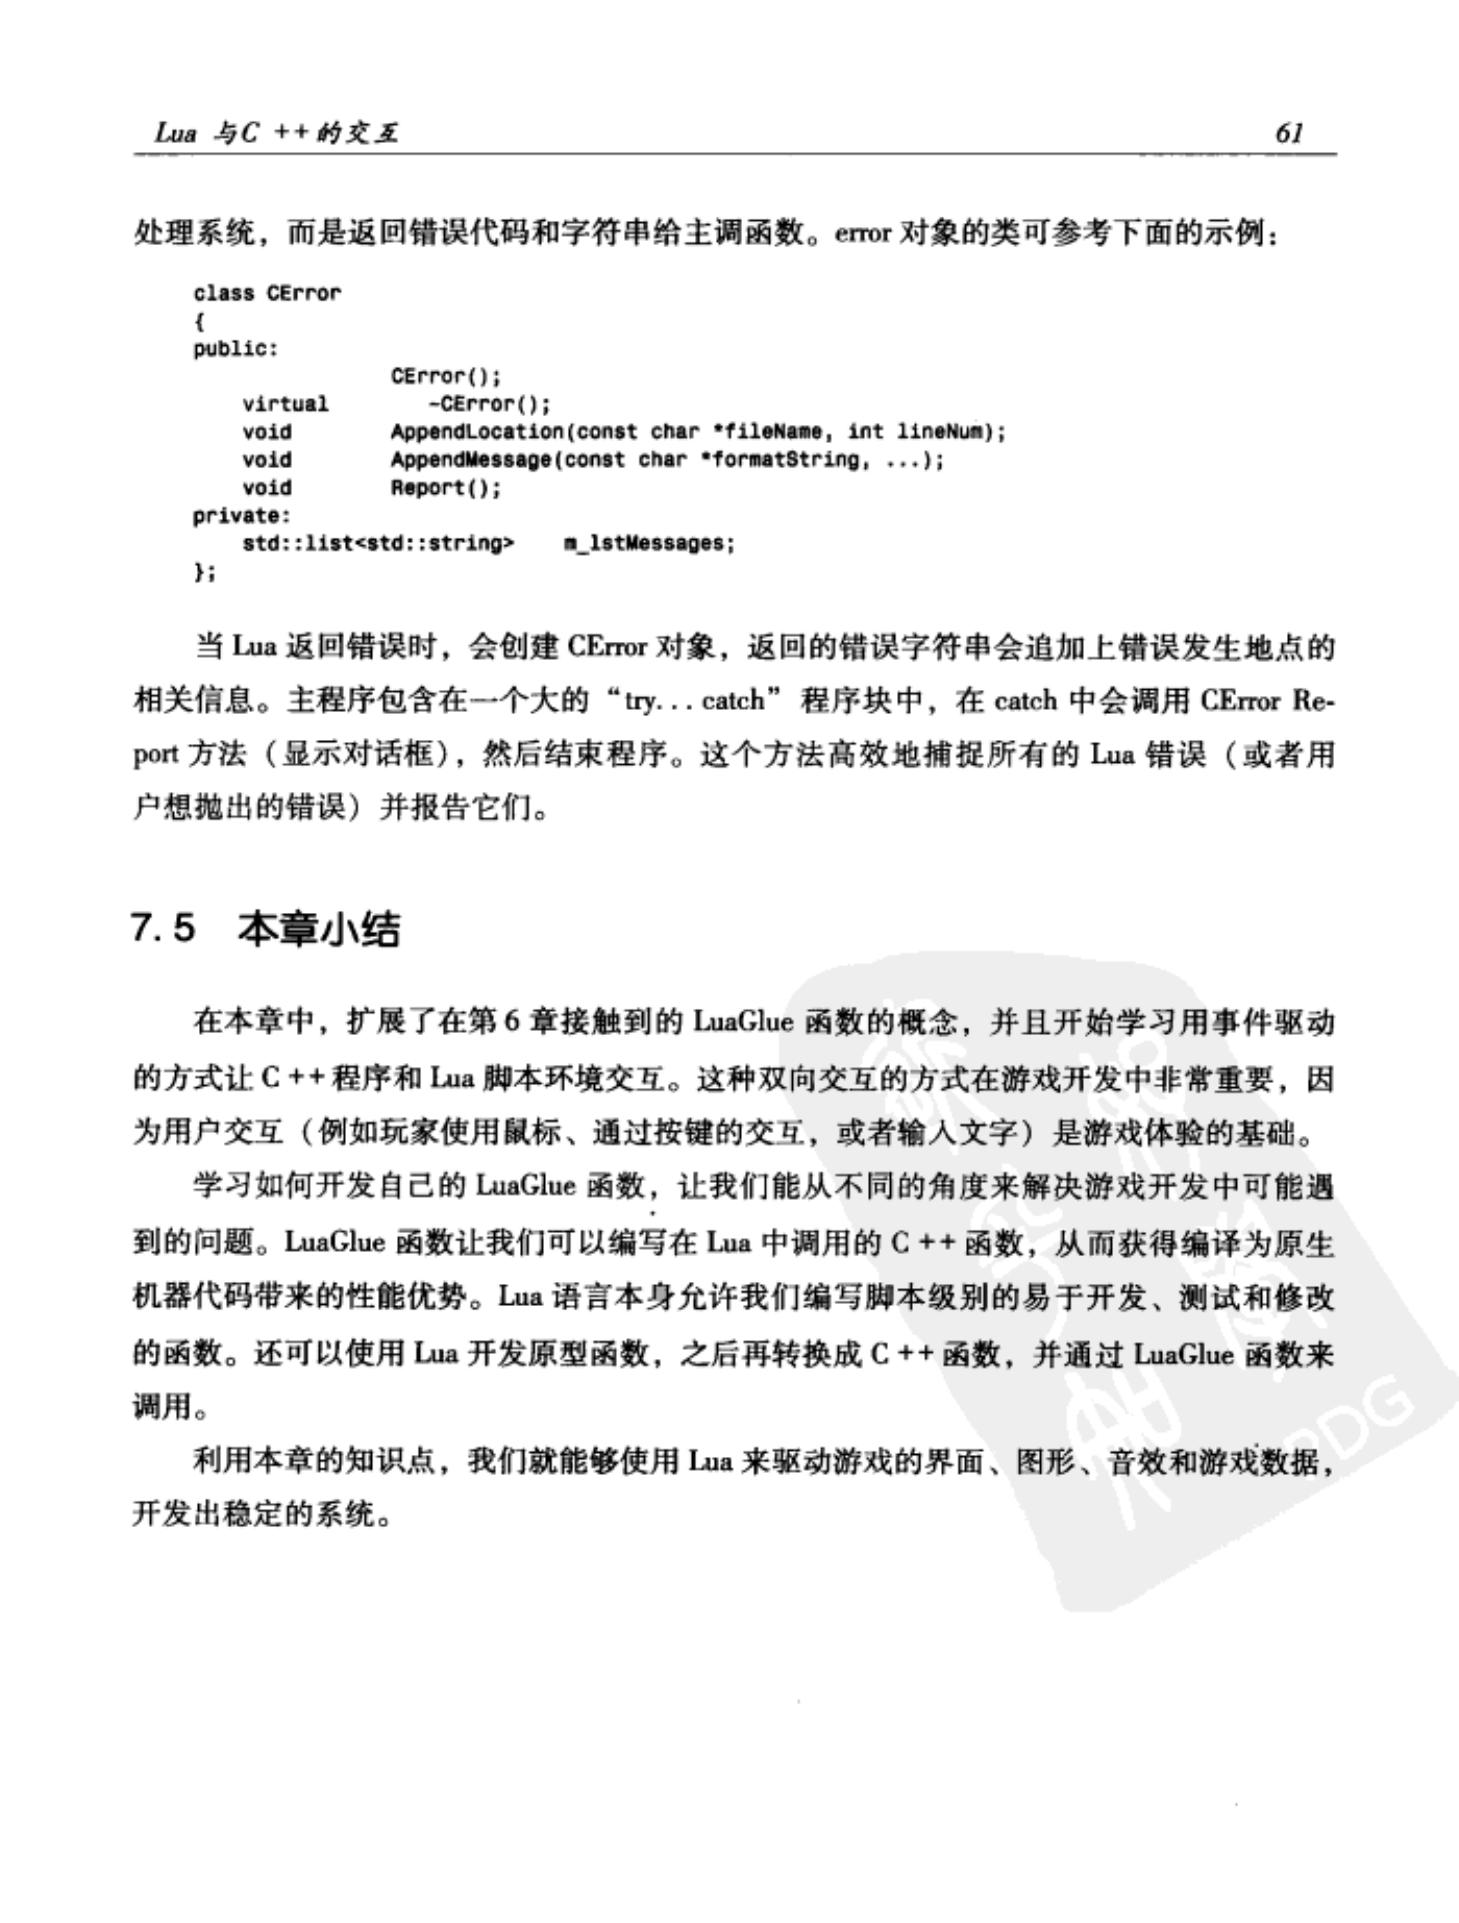 Lua 与C ++的交互 61
处理系统，而是返回错误代码和字符串给主调函数。error 对象的类可参考下面的示例：
class CError
{
public:
CError();
virtual ~CError();
void AppendLocation(const char *fileName, int lineNum);
void AppendMessage(const char *formatString, ...);
void Report();
private:
std::list<std::string> m_lstMessages;
};
当 Lua 返回错误时，会创建 CError 对象，返回的错误字符串会追加上错误发生地点的
相关信息。主程序包含在一个大的“try...catch”程序块中，在 catch 中会调用 CError Re-
port 方法（显示对话框），然后结束程序。这个方法高效地捕捉所有的 Lua 错误（或者用
户想抛出的错误）并报告它们。
7.5 本章小结
在本章中，扩展了在第 6 章接触到的 LuaGlue 函数的概念，并且开始学习用事件驱动
的方式让 C ++程序和 Lua 脚本环境交互。这种双向交互的方式在游戏开发中非常重要，因
为用户交互（例如玩家使用鼠标、通过按键的交互，或者输入文字）是游戏体验的基础。
学习如何开发自己的 LuaGlue 函数，让我们能从不同的角度来解决游戏开发中可能遇
到的问题。LuaGlue 函数让我们可以编写在 Lua 中调用的 C ++函数，从而获得编译为原生
机器代码带来的性能优势。Lua 语言本身允许我们编写脚本级别的易于开发、测试和修改
的函数。还可以使用 Lua 开发原型函数，之后再转换成 C ++函数，并通过 LuaGlue 函数来
调用。
利用本章的知识点，我们就能够使用 Lua 来驱动游戏的界面、图形、音效和游戏数据，
开发出稳定的系统。
PDG